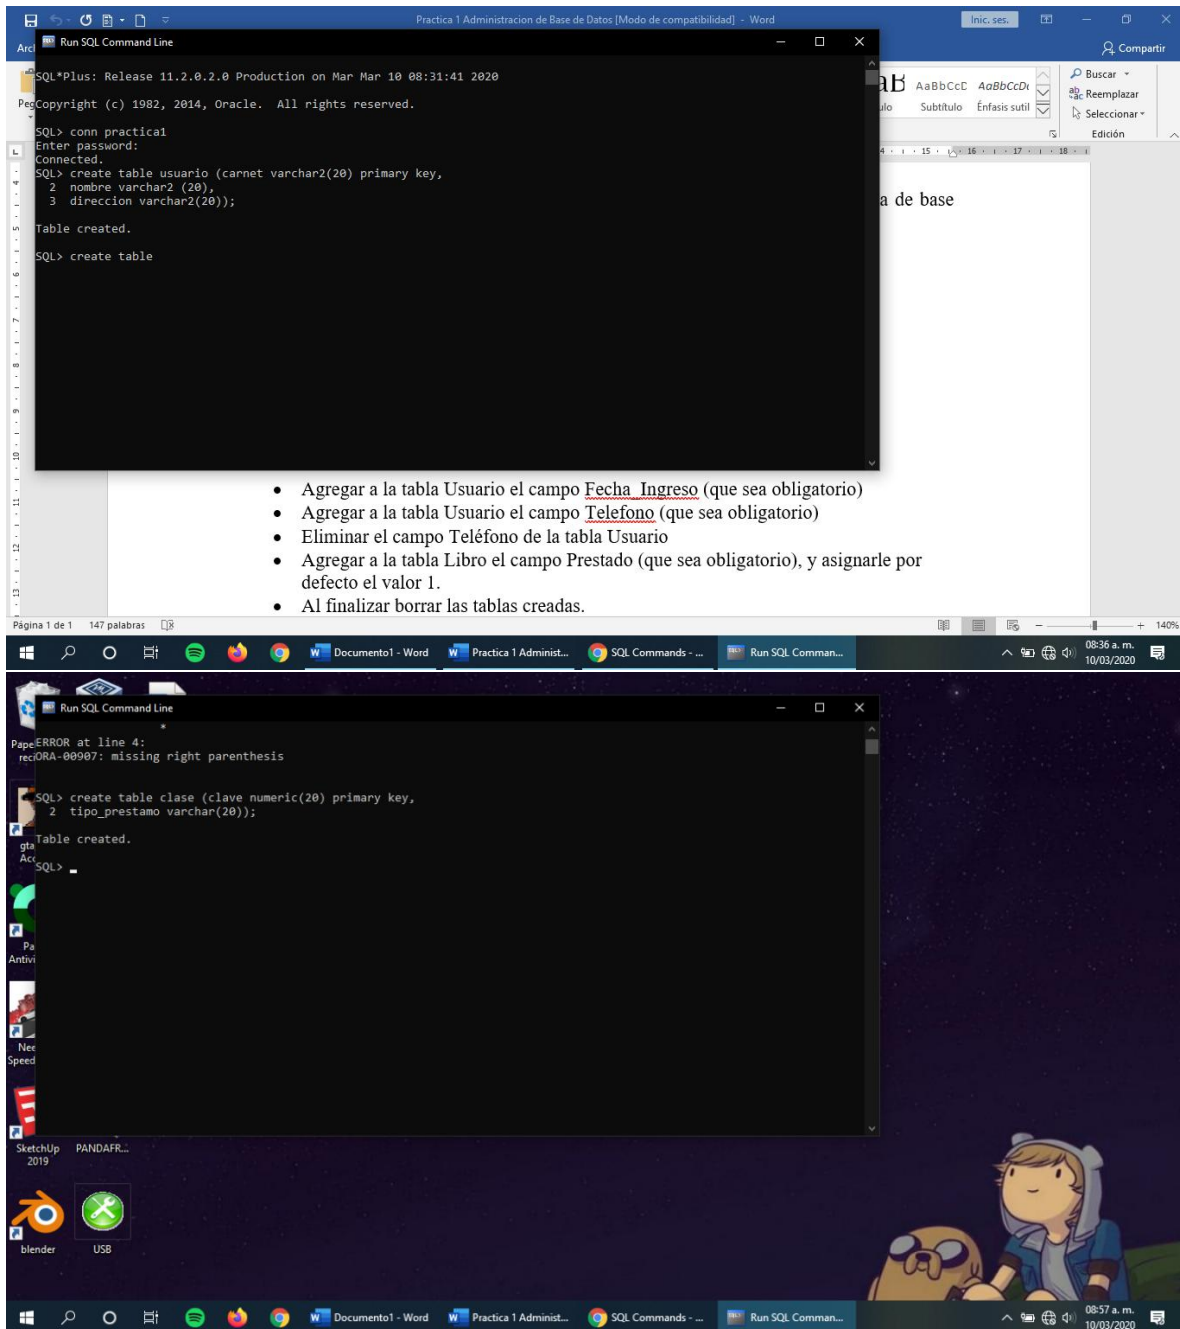 Practica 1 Administracion de Base de Datos [Modo de compatibilidad] - Word
Inic. ses.
Run SQL Command Line
Compartir
SQL*Plus: Release 11.2.0.2.0 Production on Mar Mar 10 08:31:41 2020
Copyright (c) 1982, 2014, Oracle. All rights reserved.
SQL> conn practica1
Enter password:
Connected.
SQL> create table usuario (carnet varchar2(20) primary key,
2 nombre varchar2 (20),
3 direccion varchar2(20));
Table created.
SQL> create table
AaBbCcD AaBbCcDc
Subtítulo Énfasis sutil
Buscar
Reemplazar
Seleccionar
Edición
15 16 17 18
a de base
Agregar a la tabla Usuario el campo Fecha_Ingreso (que sea obligatorio)
Agregar a la tabla Usuario el campo Telefono (que sea obligatorio)
Eliminar el campo Teléfono de la tabla Usuario
Agregar a la tabla Libro el campo Prestado (que sea obligatorio), y asignarle por
defecto el valor 1.
Al finalizar borrar las tablas creadas.
Página 1 de 1 147 palabras 140%
Documento1 - Word Practica 1 Administ... SQL Commands - ... Run SQL Comman...
08:36 a. m.
10/03/2020
Run SQL Command Line
*
ERROR at line 4:
ORA-00907: missing right parenthesis
SQL> create table clase (clave numeric(20) primary key,
2 tipo_prestamo varchar(20));
Table created.
SQL>
SketchUp 2019
PANDAFR...
blender
USB
Documento1 - Word Practica 1 Administ... SQL Commands - ... Run SQL Comman...
08:57 a. m.
10/03/2020